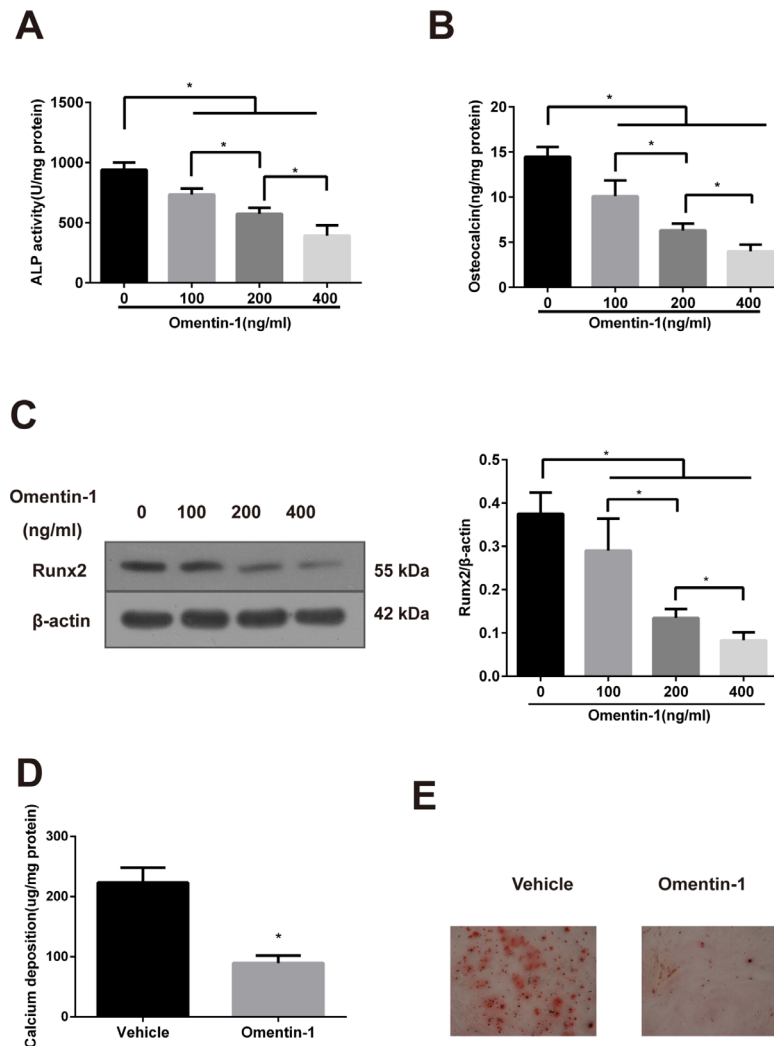 A
ALP activity(U/mg protein)
1500
1000
500
0
*
*
*
0 100 200 400
Omentin-1(ng/ml)
B
Osteocalcin(ng/mg protein)
20
15
10
5
0
*
*
*
0 100 200 400
Omentin-1(ng/ml)
C
Omentin-1
(ng/ml)
0 100 200 400
Runx2
55 kDa
β-actin
42 kDa
Runx2/β-actin
0.5
0.4
0.3
0.2
0.1
0.0
*
*
*
0 100 200 400
Omentin-1(ng/ml)
D
Calcium deposition(ug/mg protein)
300
200
100
0
*
Vehicle Omentin-1
E
Vehicle Omentin-1